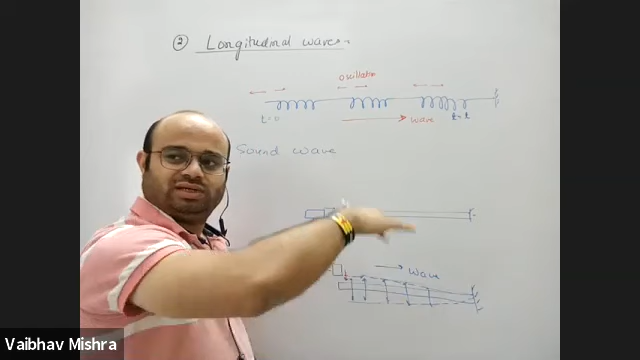 ② Longitudinal wave
oscillation
t=0
wave
t=t
Sound wave
wave
Vaibhav Mishra